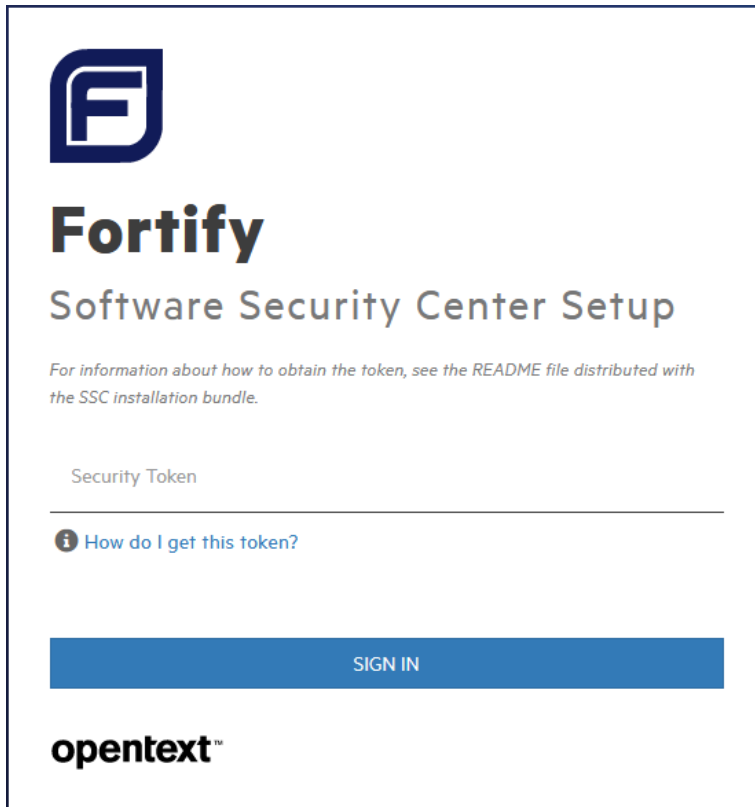 F
Fortify
Software Security Center Setup
For information about how to obtain the token, see the README file distributed with
the SSC installation bundle.
Security Token
i How do I get this token?
SIGN IN
opentext™